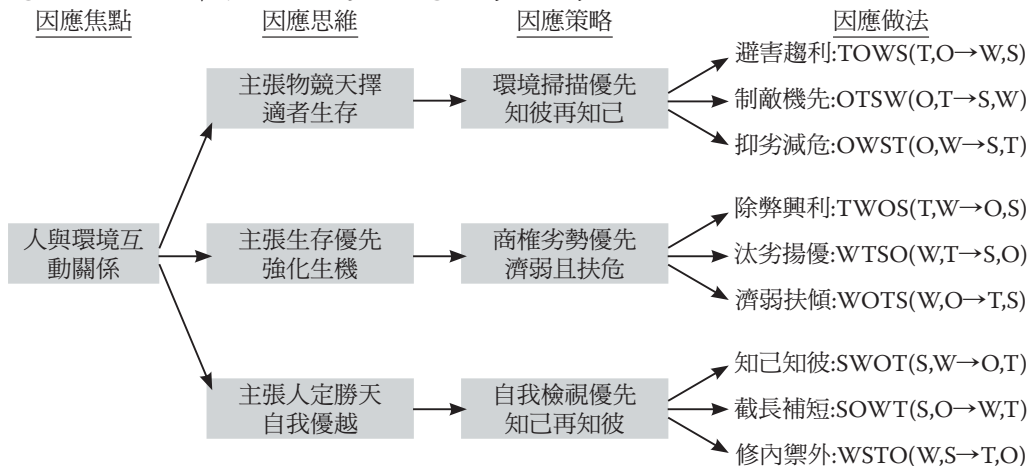 因應焦點 因應思維 因應策略 因應做法
避害趨利:TOWS(T,O→W,S)
主張物競天擇 環境掃描優先
制敵機先:OTSW(O,T→S,W)
適者生存 知彼再知己
抑劣減危:OWST(O,W→S,T)
除弊興利:TWOS(T,W→O,S)
人與環境互 主張生存優先 商榷劣勢優先
汰劣揚優:WTSO(W,T→S,O)
動關係 強化生機 濟弱且扶危
濟弱扶傾:WOTS(W,O→T,S)
知己知彼:SWOT(S,W→O,T)
主張人定勝天 自我檢視優先
截長補短:SOWT(S,O→W,T)
自我優越 知己再知彼
修內禦外:WSTO(W,S→T,O)